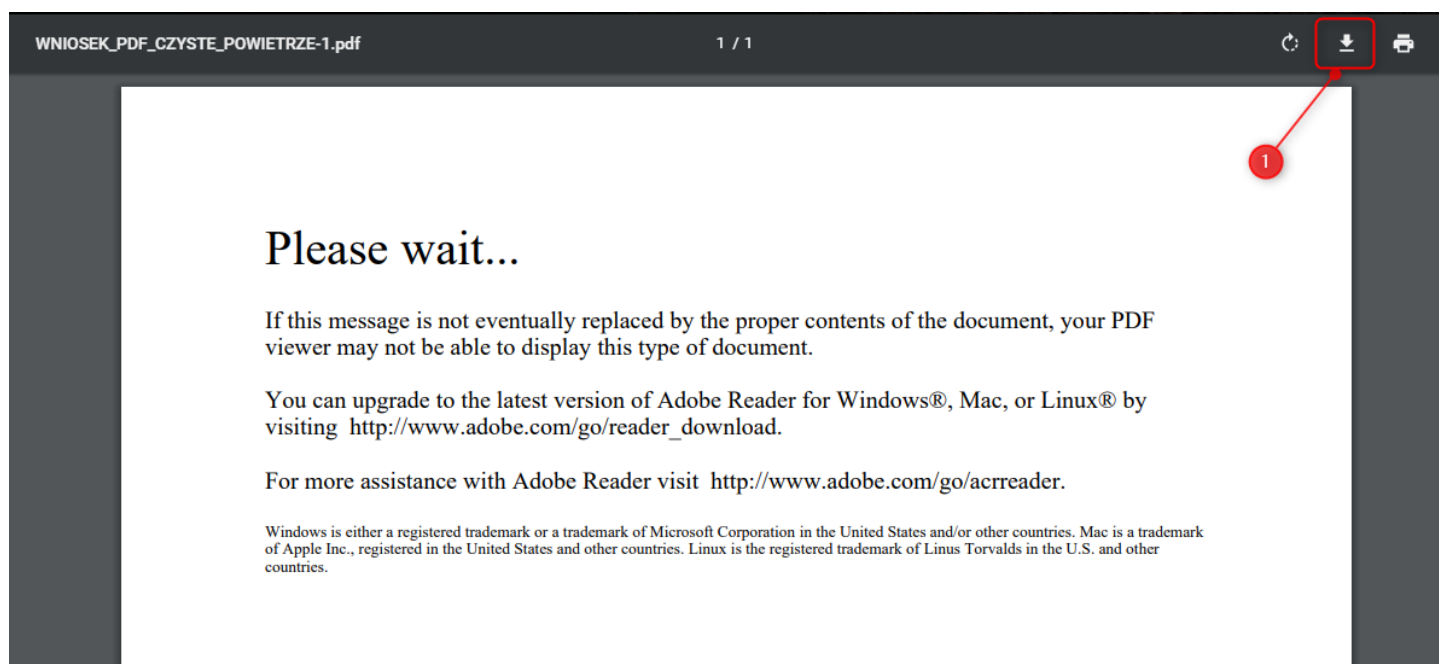 WNIOSEK_PDF_CZYSTE_POWIETRZE-1.pdf 1 / 1
1
Please wait...
If this message is not eventually replaced by the proper contents of the document, your PDF
viewer may not be able to display this type of document.
You can upgrade to the latest version of Adobe Reader for Windows®, Mac, or Linux® by
visiting http://www.adobe.com/go/reader_download.
For more assistance with Adobe Reader visit http://www.adobe.com/go/acrreader.
Windows is either a registered trademark or a trademark of Microsoft Corporation in the United States and/or other countries. Mac is a trademark
of Apple Inc., registered in the United States and other countries. Linux is the registered trademark of Linus Torvalds in the U.S. and other
countries.